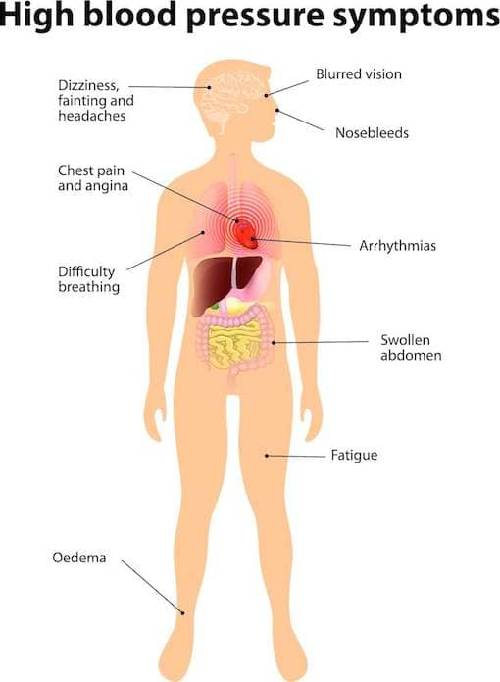 High blood pressure symptoms
Blurred vision
Dizziness,
fainting and
headaches
Nosebleeds
Chest pain
and angina
Arrhythmias
Difficulty
breathing
Swollen
abdomen
Fatigue
Oedema